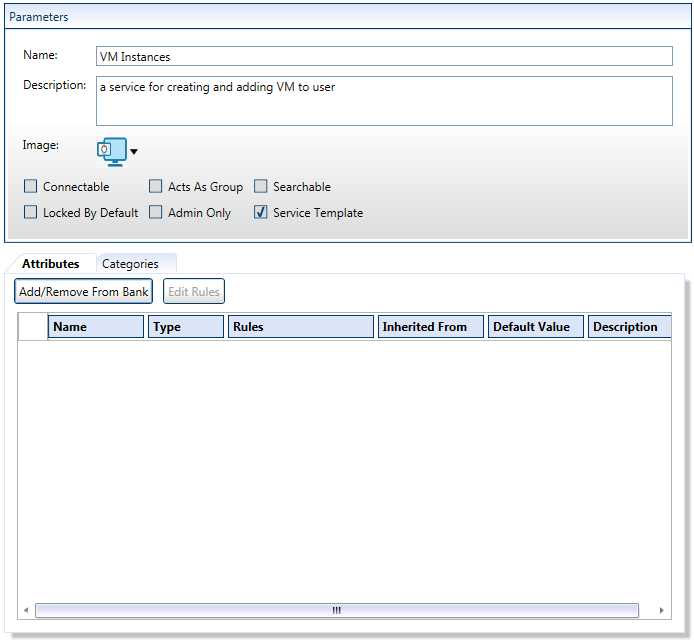 Parameters
Name: VM Instances
Description: a service for creating and adding VM to user
Image:
Connectable Acts As Group Searchable
Locked By Default Admin Only Service Template
Attributes Categories
Add/Remove From Bank Edit Rules
Name Type Rules Inherited From Default Value Description